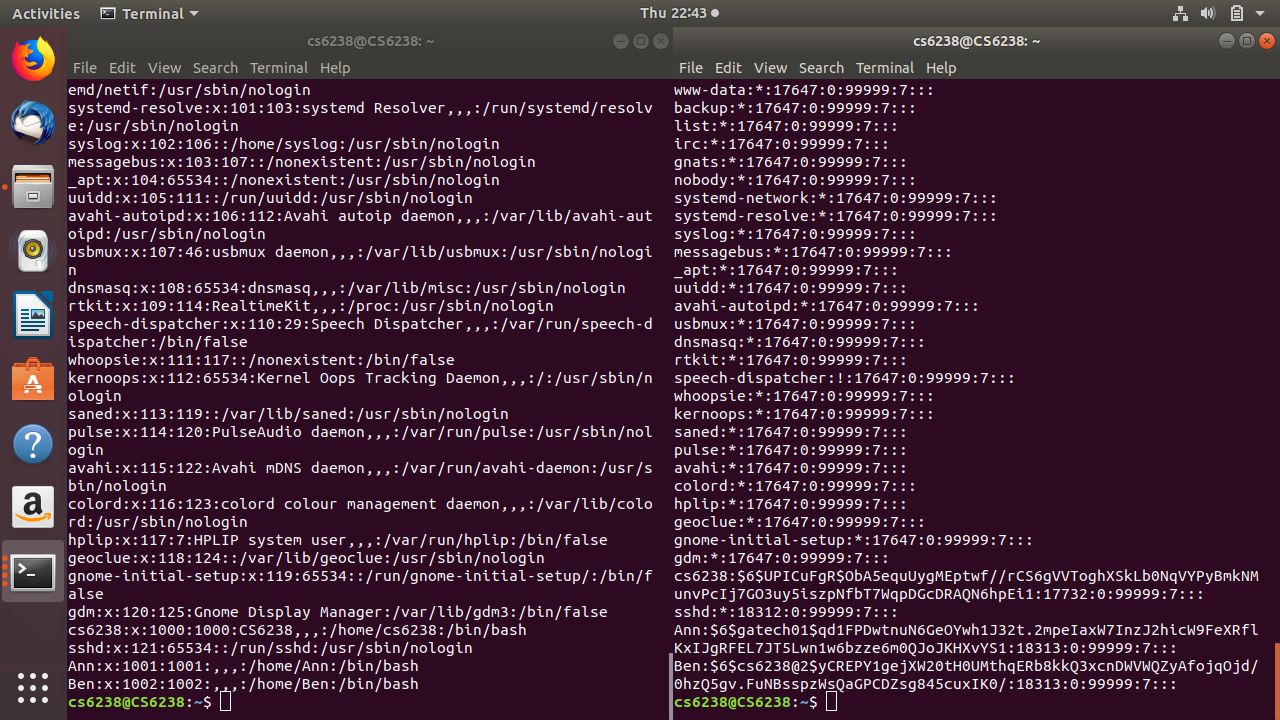 Activities Terminal Thu 22:43
cs6238@CS6238: ~
File Edit View Search Terminal Help
emd/netif:/usr/sbin/nologin
systemd-resolve:x:101:103:systemd Resolver,,,:/run/systemd/resolv
e:/usr/sbin/nologin
syslog:x:102:106::/home/syslog:/usr/sbin/nologin
messagebus:x:103:107::/nonexistent:/usr/sbin/nologin
_apt:x:104:65534::/nonexistent:/usr/sbin/nologin
uuidd:x:105:111::/run/uuidd:/usr/sbin/nologin
avahi-autoipd:x:106:112:Avahi autoip daemon,,,:/var/lib/avahi-aut
oipd:/usr/sbin/nologin
usbmux:x:107:46:usbmux daemon,,,:/var/lib/usbmux:/usr/sbin/nologi
n
dnsmasq:x:108:65534:dnsmasq,,,:/var/lib/misc:/usr/sbin/nologin
rtkit:x:109:114:RealtimeKit,,,:/proc:/usr/sbin/nologin
speech-dispatcher:x:110:29:Speech Dispatcher,,,:/var/run/speech-d
ispatcher:/bin/false
whoopsie:x:111:117::/nonexistent:/bin/false
kernoops:x:112:65534:Kernel Oops Tracking Daemon,,,:/:/usr/sbin/n
ologin
saned:x:113:119::/var/lib/saned:/usr/sbin/nologin
pulse:x:114:120:PulseAudio daemon,,,:/var/run/pulse:/usr/sbin/nol
ogin
avahi:x:115:122:Avahi mDNS daemon,,,:/var/run/avahi-daemon:/usr/s
bin/nologin
colord:x:116:123:colord colour management daemon,,,:/var/lib/colo
rd:/usr/sbin/nologin
hplip:x:117:7:HPLIP system user,,,:/var/run/hplip:/bin/false
geoclue:x:118:124::/var/lib/geoclue:/usr/sbin/nologin
gnome-initial-setup:x:119:65534::/run/gnome-initial-setup/:/bin/f
alse
gdm:x:120:125:Gnome Display Manager:/var/lib/gdm3:/bin/false
cs6238:x:1000:1000:CS6238,,,:/home/cs6238:/bin/bash
sshd:x:121:65534::/run/sshd:/usr/sbin/nologin
Ann:x:1001:1001:,,,:/home/Ann:/bin/bash
Ben:x:1002:1002:,,,:/home/Ben:/bin/bash
cs6238@CS6238:~$
cs6238@CS6238: ~
File Edit View Search Terminal Help
www-data:*:17647:0:99999:7:::
backup:*:17647:0:99999:7:::
list:*:17647:0:99999:7:::
irc:*:17647:0:99999:7:::
gnats:*:17647:0:99999:7:::
nobody:*:17647:0:99999:7:::
systemd-network:*:17647:0:99999:7:::
systemd-resolve:*:17647:0:99999:7:::
syslog:*:17647:0:99999:7:::
messagebus:*:17647:0:99999:7:::
_apt:*:17647:0:99999:7:::
uuidd:*:17647:0:99999:7:::
avahi-autoipd:*:17647:0:99999:7:::
usbmux:*:17647:0:99999:7:::
dnsmasq:*:17647:0:99999:7:::
rtkit:*:17647:0:99999:7:::
speech-dispatcher:!:17647:0:99999:7:::
whoopsie:*:17647:0:99999:7:::
kernoops:*:17647:0:99999:7:::
saned:*:17647:0:99999:7:::
pulse:*:17647:0:99999:7:::
avahi:*:17647:0:99999:7:::
colord:*:17647:0:99999:7:::
hplip:*:17647:0:99999:7:::
geoclue:*:17647:0:99999:7:::
gnome-initial-setup:*:17647:0:99999:7:::
gdm:*:17647:0:99999:7:::
cs6238:$6$UPICuFgR$ObA5equUygMEptwf//rCS6gVVToghXSkLb0NqVYPyBmkNM
unvPcIj7GO3uy5iszpNfbT7WqpDGcDRAQN6hpEi1:17732:0:99999:7:::
sshd:*:18312:0:99999:7:::
Ann:$6$gatech01$qd1FPDwtnuN6GeOYwh1J32t.2mpeIaxW7InzJ2hicW9FeXRfl
KxIJgRFEL7JT5Lwn1w6bzze6m0QJoJKHXvYS1:18313:0:99999:7:::
Ben:$6$cs6238@2$yCREPY1gejXW20tH0UMthqERb8kkQ3xcnDWVWQZyAfojqOjd/
0hzQ5gv.FuNBsspzWsQaGPCDZsg845cuxIK0/:18313:0:99999:7:::
cs6238@CS6238:~$